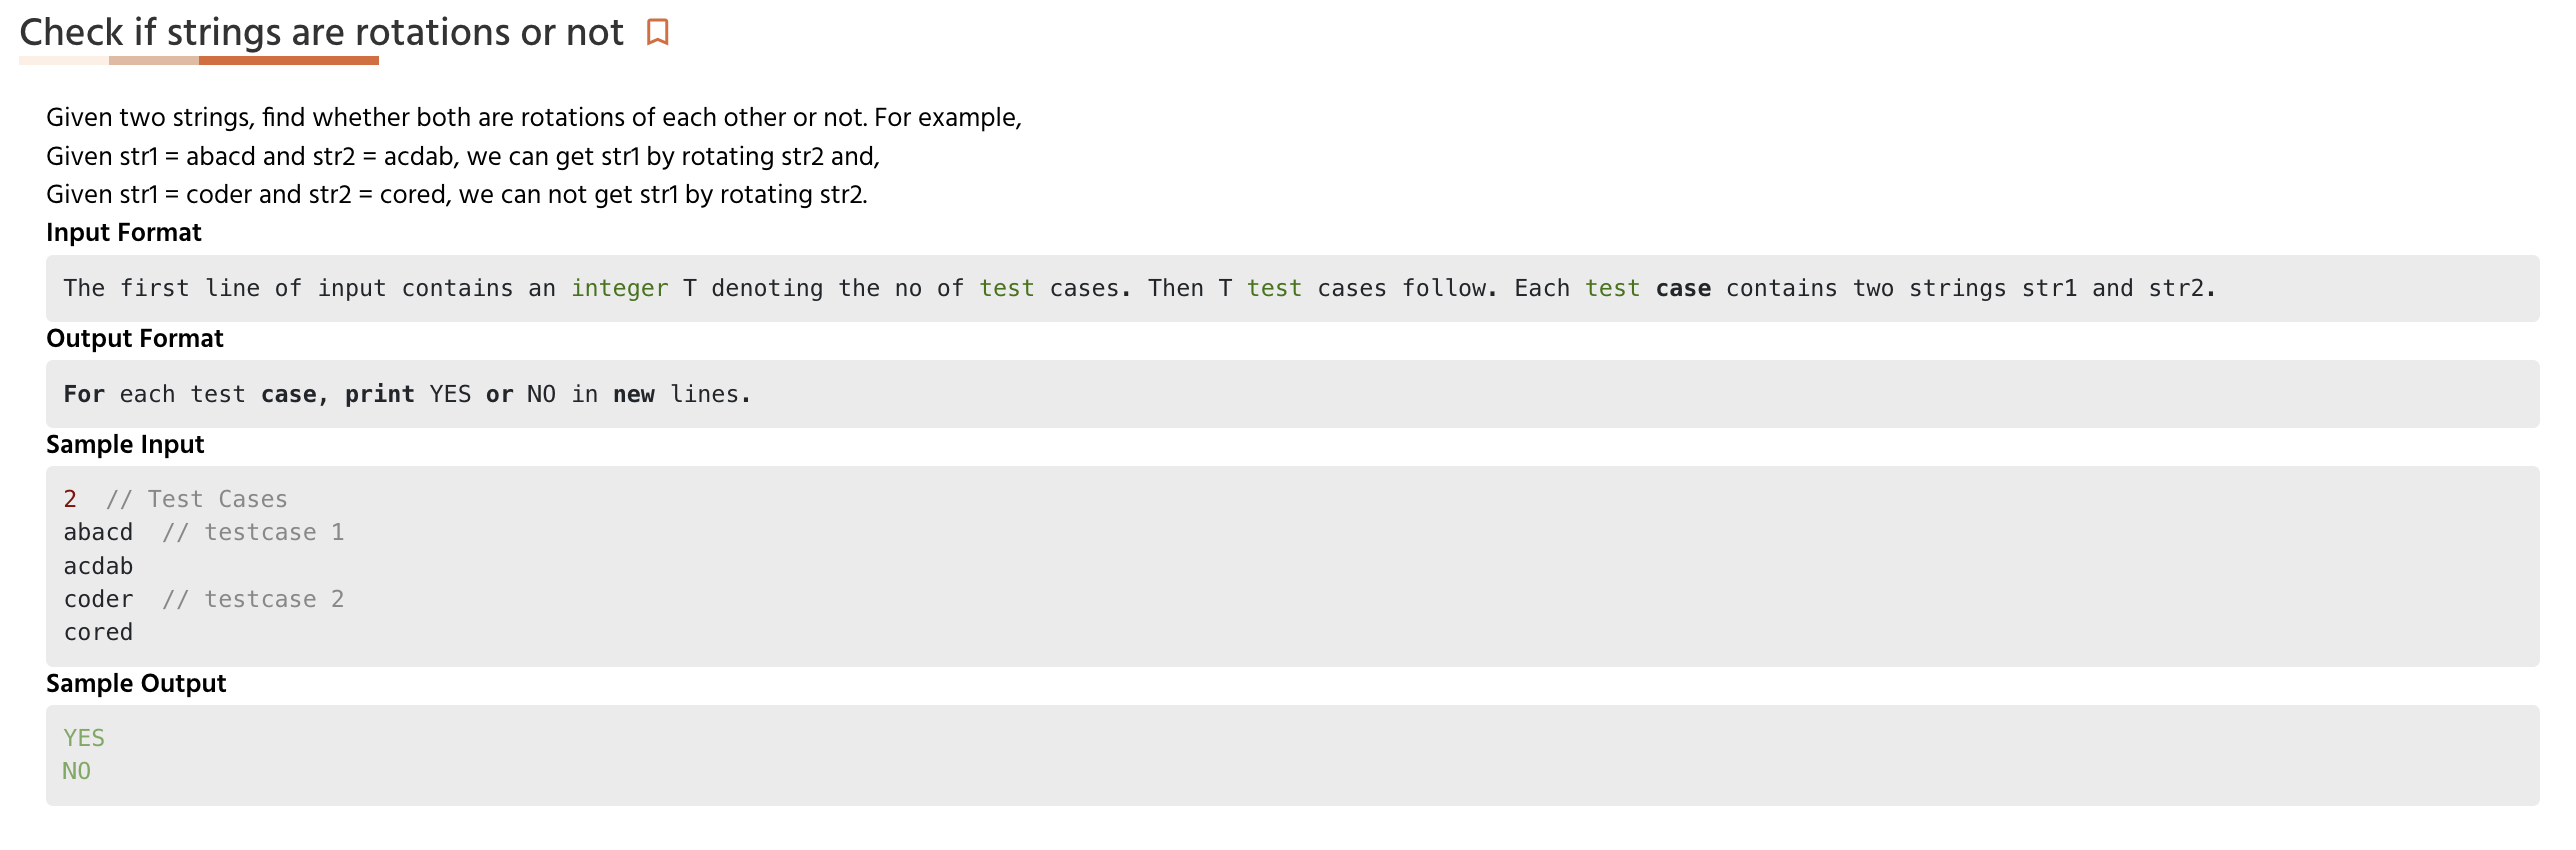 Check if strings are rotations or not
Given two strings, find whether both are rotations of each other or not. For example,
Given str1 = abacd and str2 = acdab, we can get str1 by rotating str2 and,
Given str1 = coder and str2 = cored, we can not get str1 by rotating str2.
Input Format
The first line of input contains an integer T denoting the no of test cases. Then T test cases follow. Each test case contains two strings str1 and str2.
Output Format
For each test case, print YES or NO in new lines.
Sample Input
2  // Test Cases
abacd  // testcase 1
acdab
coder  // testcase 2
cored
Sample Output
YES
NO